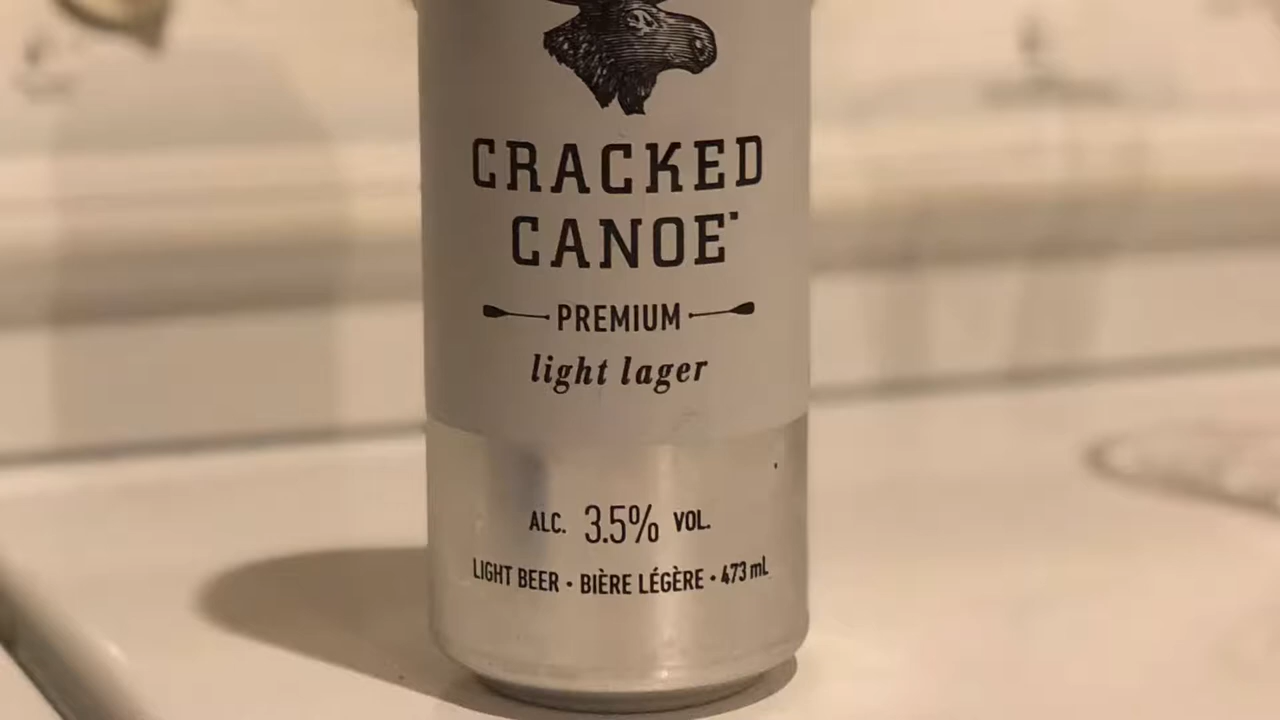 CRACKED
CANOE
PREMIUM
light lager
ALC. 3.5% VOL.
LIGHT BEER • BIÈRE LÉGÈRE • 473 mL